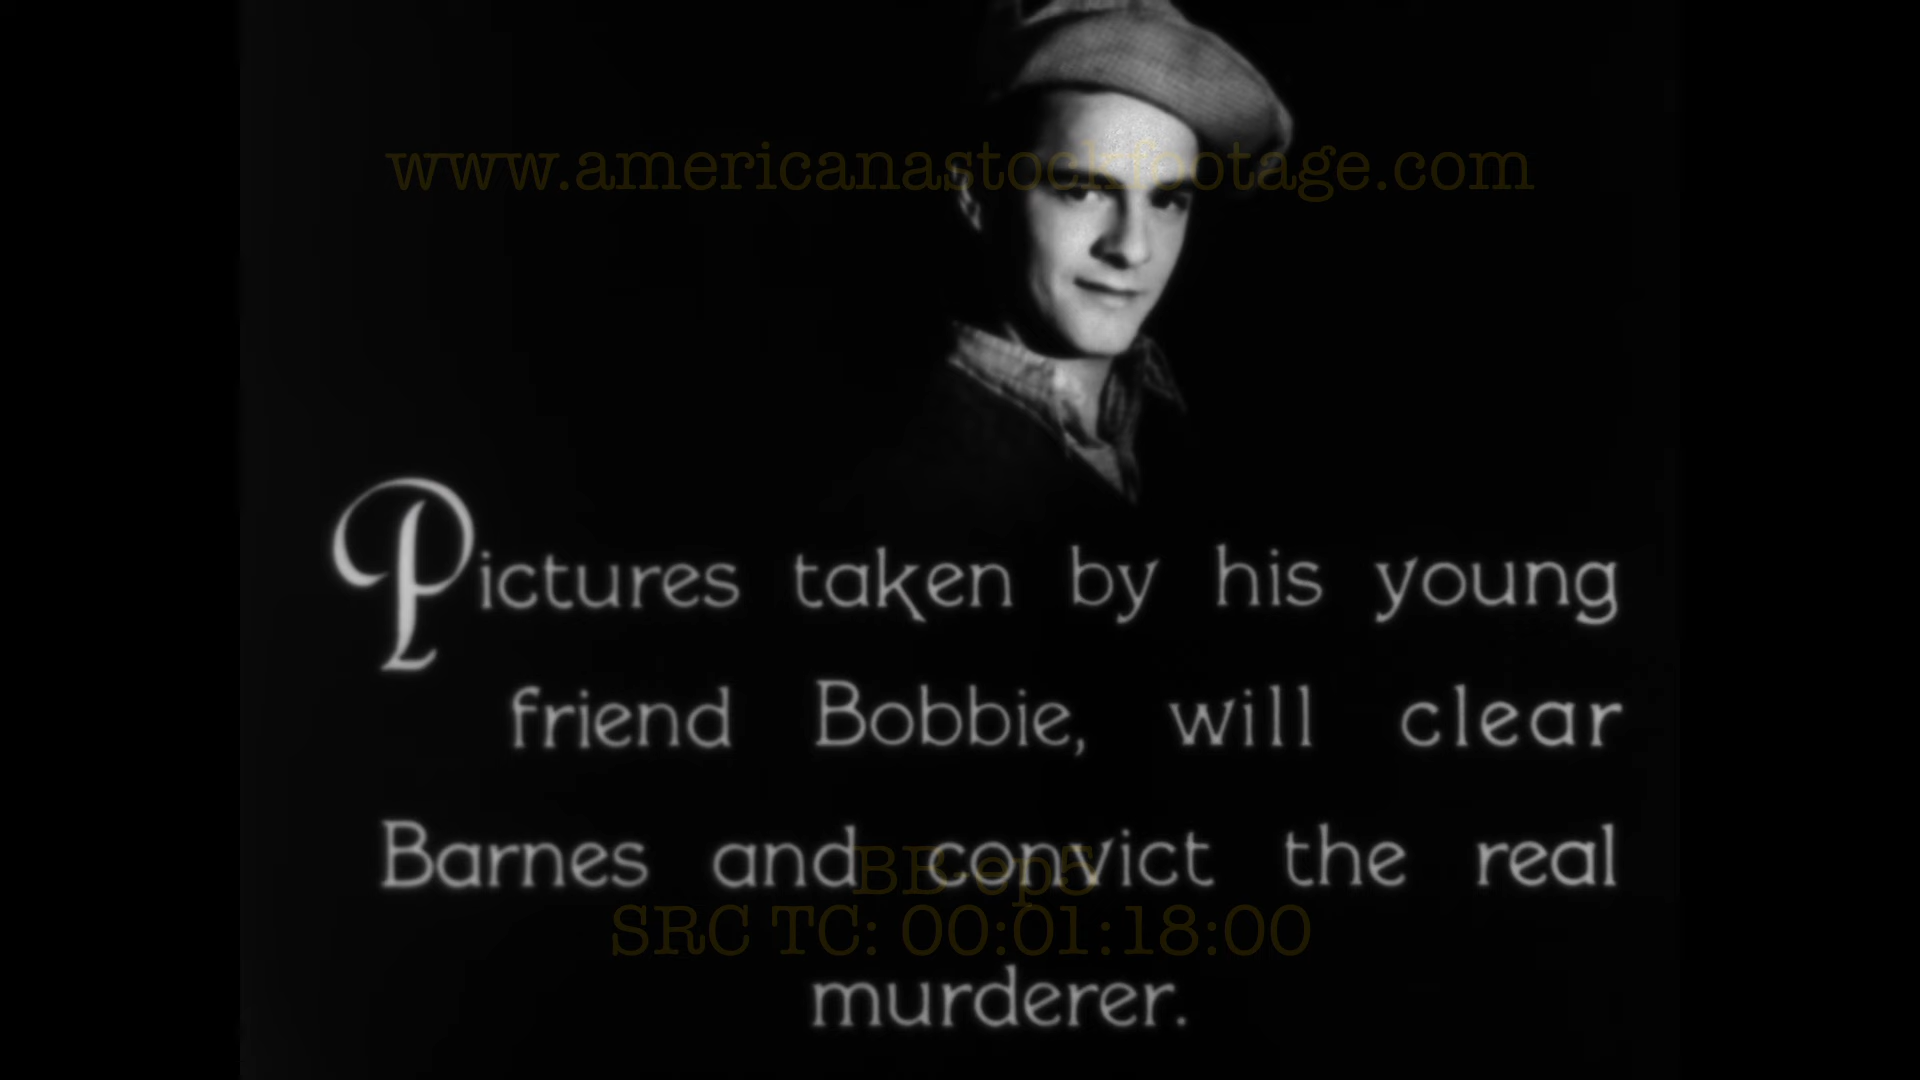 www.americanastockfootage.com
Pictures taken by his young
friend Bobbie, will clear
Barnes and convict the real
BB ep5
SRC TC: 00:01:18:00
murderer.